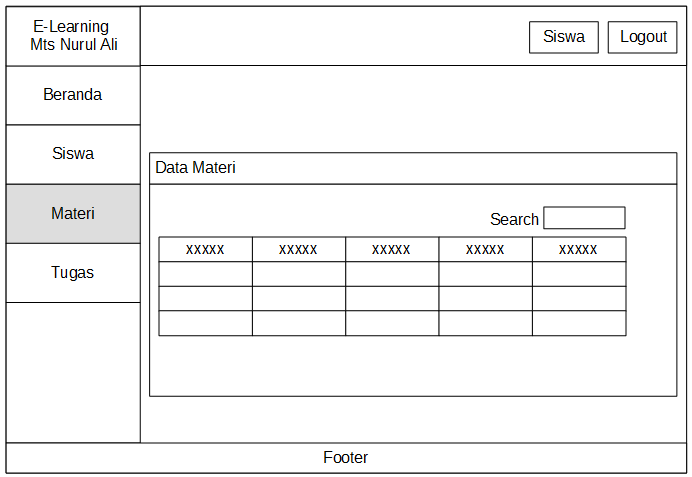 E-Learning
Mts Nurul Ali
Siswa Logout
Beranda
Siswa
Materi
Tugas
Data Materi
Search
xxxxx xxxxx xxxxx xxxxx xxxxx
Footer